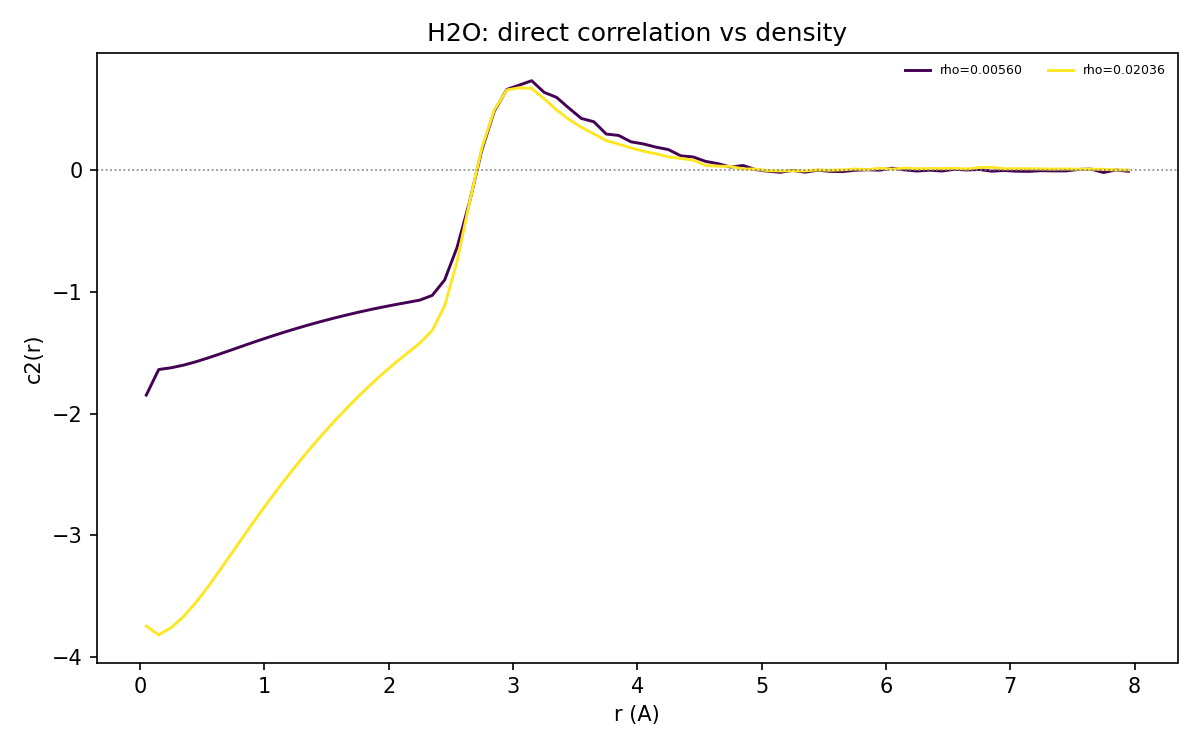 H2O: direct correlation vs density
rho=0.00560 rho=0.02036
c2(r)
0
−1
−2
−3
−4
0 1 2 3 4 5 6 7 8
r (A)